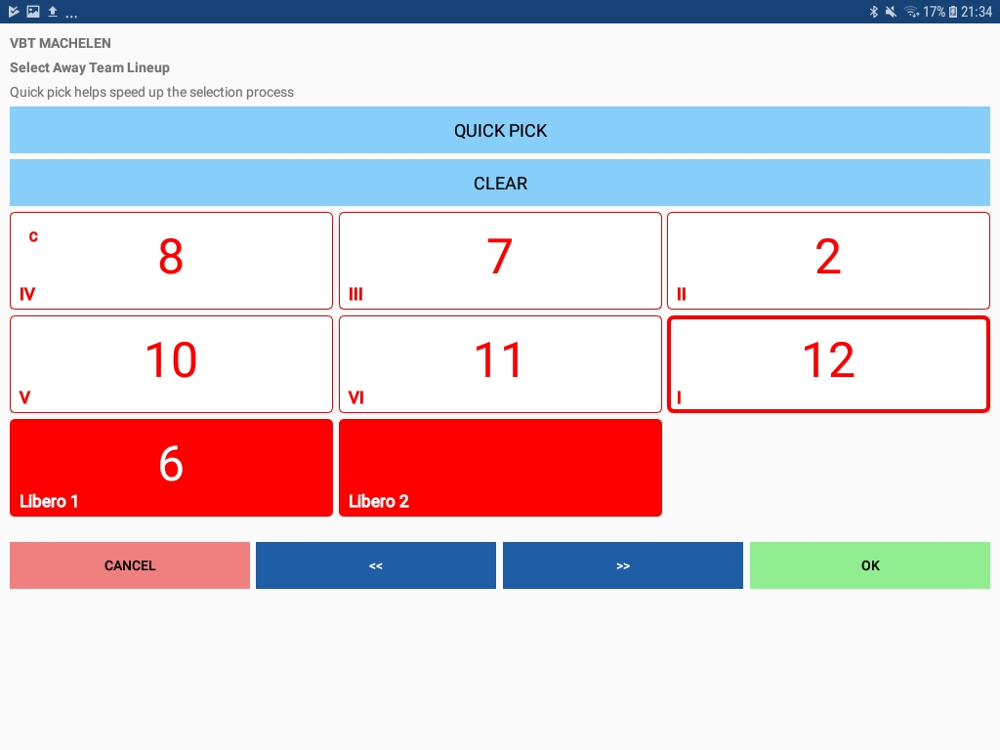 ... 17% 21:34
VBT MACHELEN
Select Away Team Lineup
Quick pick helps speed up the selection process
QUICK PICK
CLEAR
C 8 IV
7 III
2 II
10 V
11 VI
12 I
6 Libero 1
Libero 2
CANCEL << >> OK